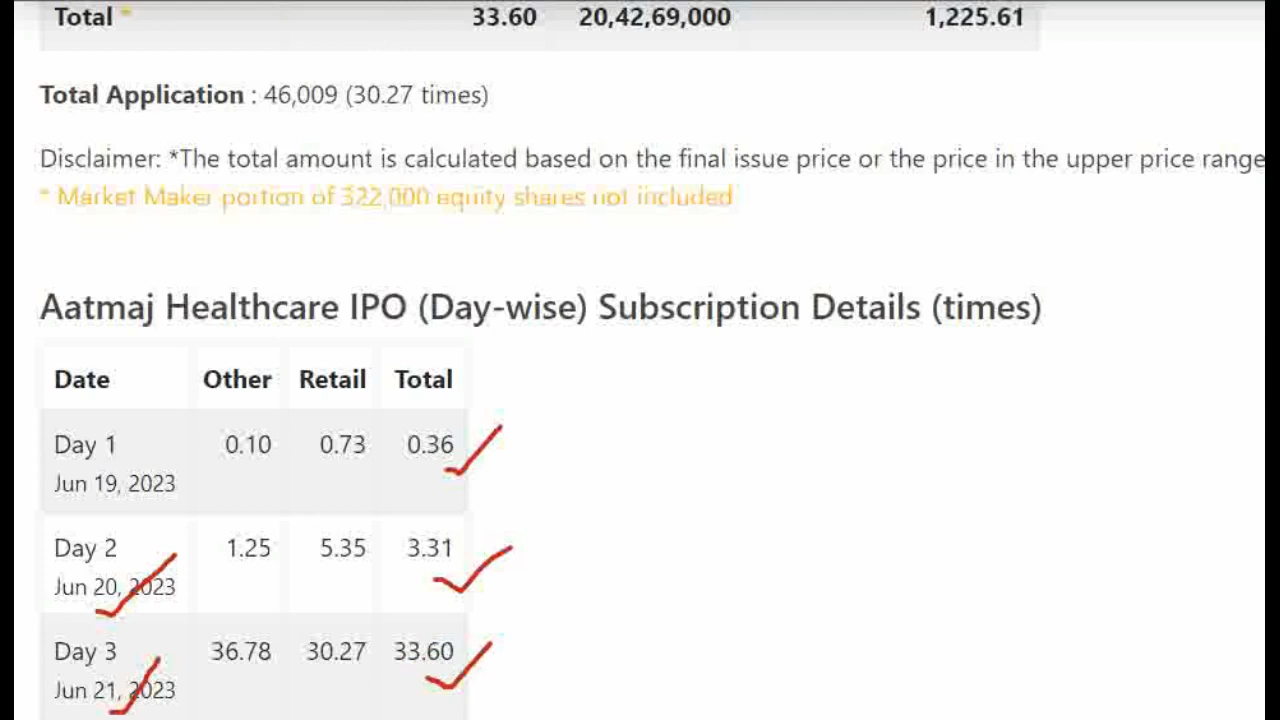 Total * 33.60 20,42,69,000 1,225.61
Total Application : 46,009 (30.27 times)
Disclaimer: *The total amount is calculated based on the final issue price or the price in the upper price range
* Market Maker portion of 322,000 equity shares not included
Aatmaj Healthcare IPO (Day-wise) Subscription Details (times)
Date Other Retail Total
Day 1 0.10 0.73 0.36
Jun 19, 2023
Day 2 1.25 5.35 3.31
Jun 20, 2023
Day 3 36.78 30.27 33.60
Jun 21, 2023